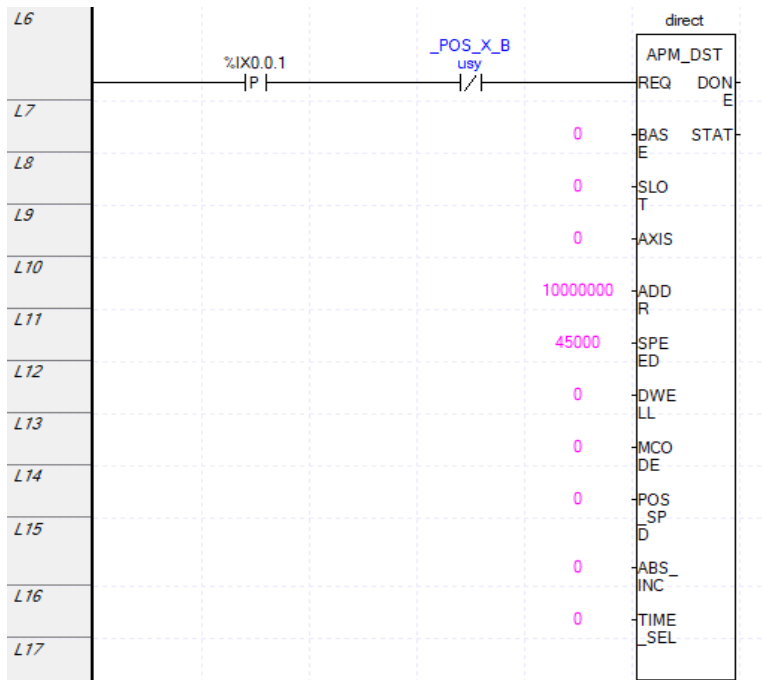 L6
direct
_POS_X_B
usy
%IX0.0.1
APM_DST
P
/
REQ DON
E
L7
0 BAS STAT
E
L8
0 SLO
T
L9
0 AXIS
L10
10000000 ADD
R
L11
45000 SPE
ED
L12
0 DWE
LL
L13
0 MCO
DE
L14
0 POS
_SP
D
L15
0 ABS_
INC
L16
0 TIME
_SEL
L17